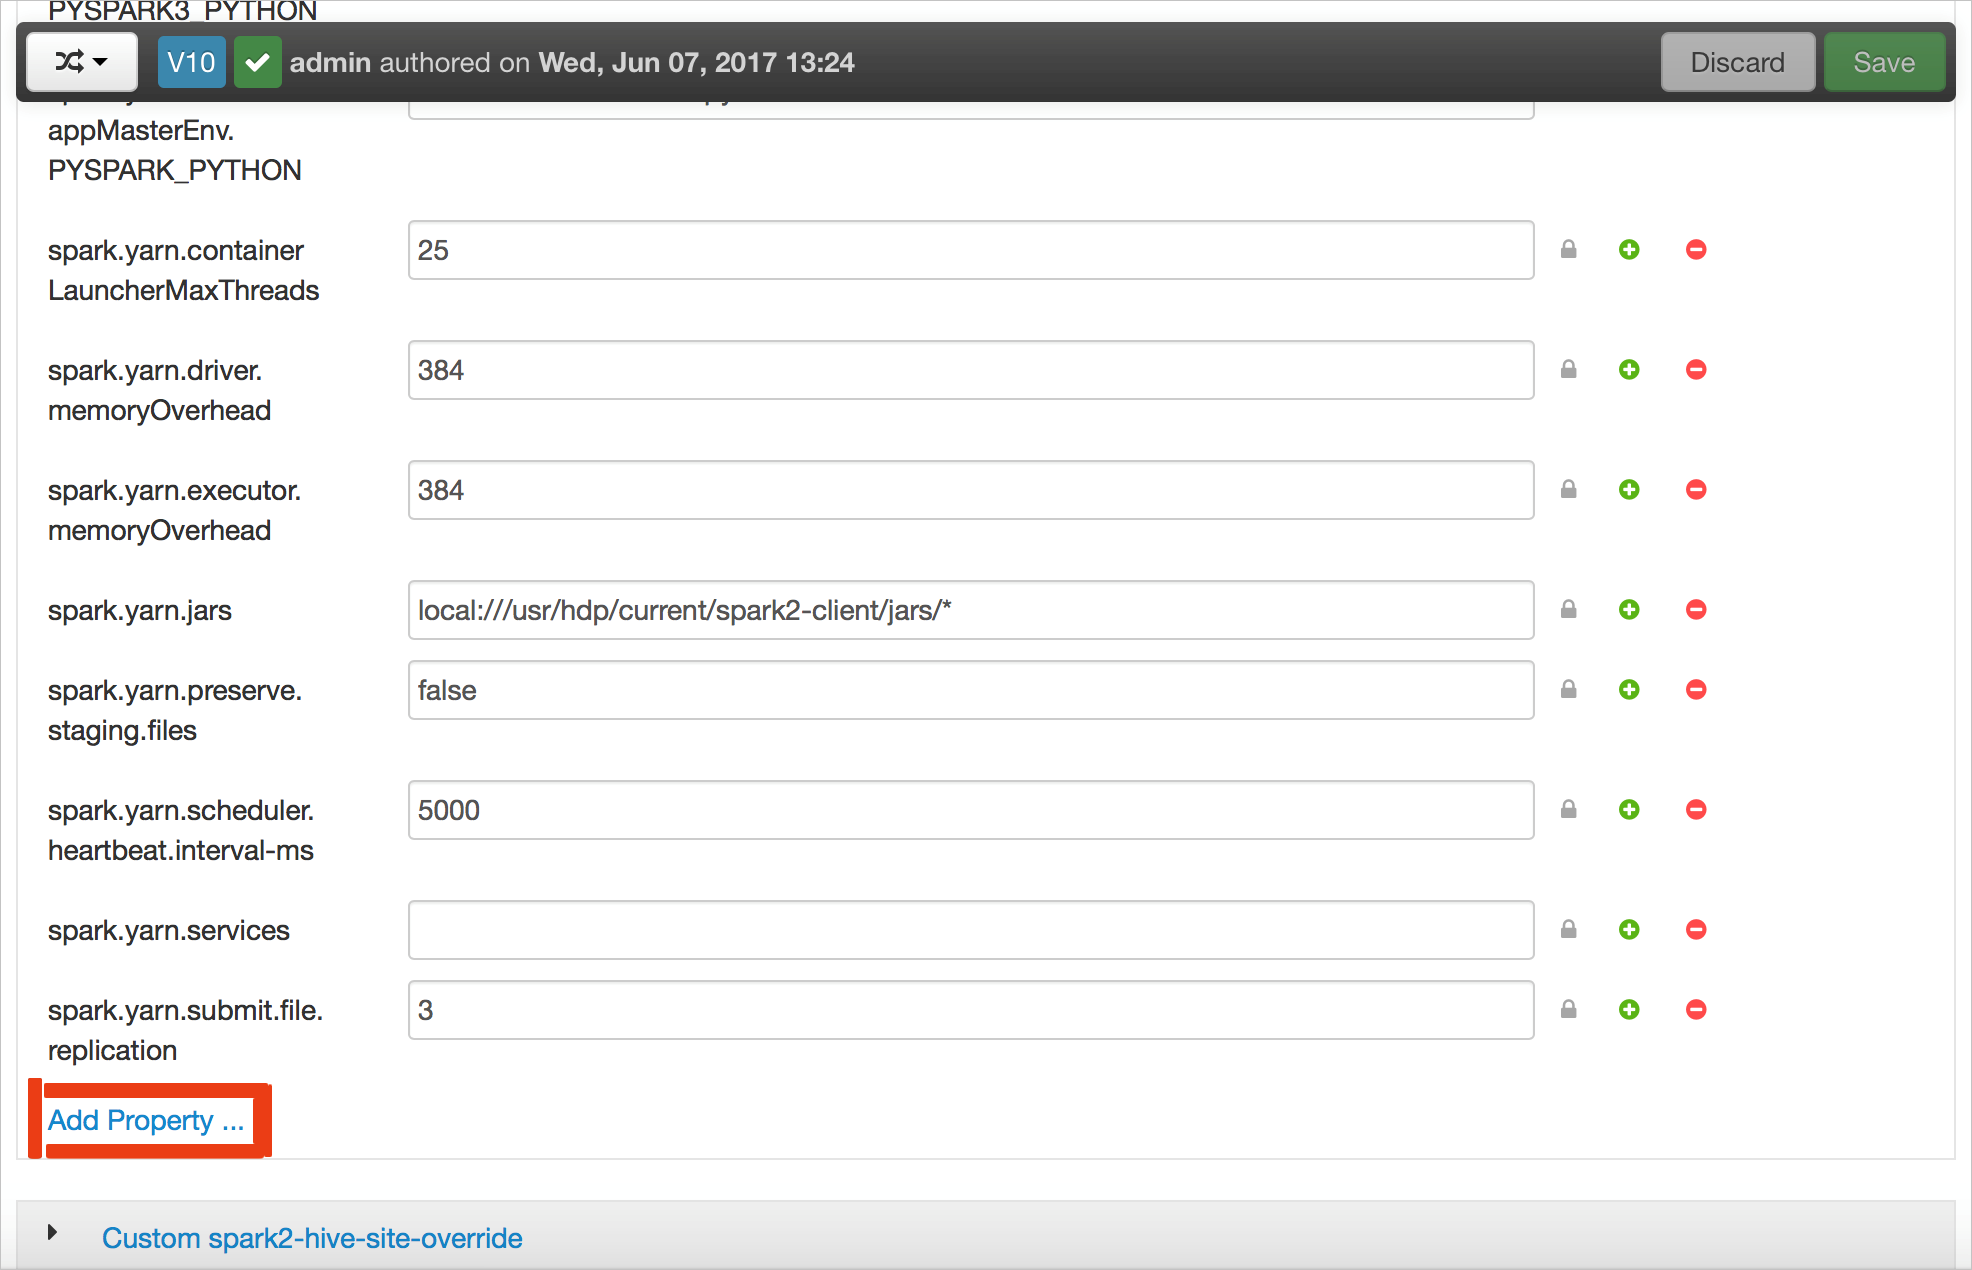 PYSPARK3_PYTHON
V10 admin authored on Wed, Jun 07, 2017 13:24 Discard Save
appMasterEnv.
PYSPARK_PYTHON
spark.yarn.container 25
LauncherMaxThreads
spark.yarn.driver. 384
memoryOverhead
spark.yarn.executor. 384
memoryOverhead
spark.yarn.jars local:///usr/hdp/current/spark2-client/jars/*
spark.yarn.preserve. false
staging.files
spark.yarn.scheduler. 5000
heartbeat.interval-ms
spark.yarn.services
spark.yarn.submit.file. 3
replication
Add Property ...
Custom spark2-hive-site-override